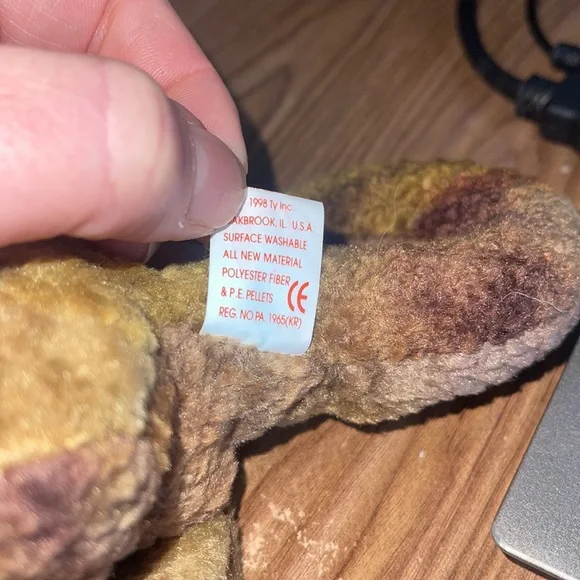 1998 Ty Inc.
AKBROOK, IL. U.S.A.
SURFACE WASHABLE
ALL NEW MATERIAL
POLYESTER FIBER
& P.E. PELLETS CE
REG. NO PA. 1965(KR)